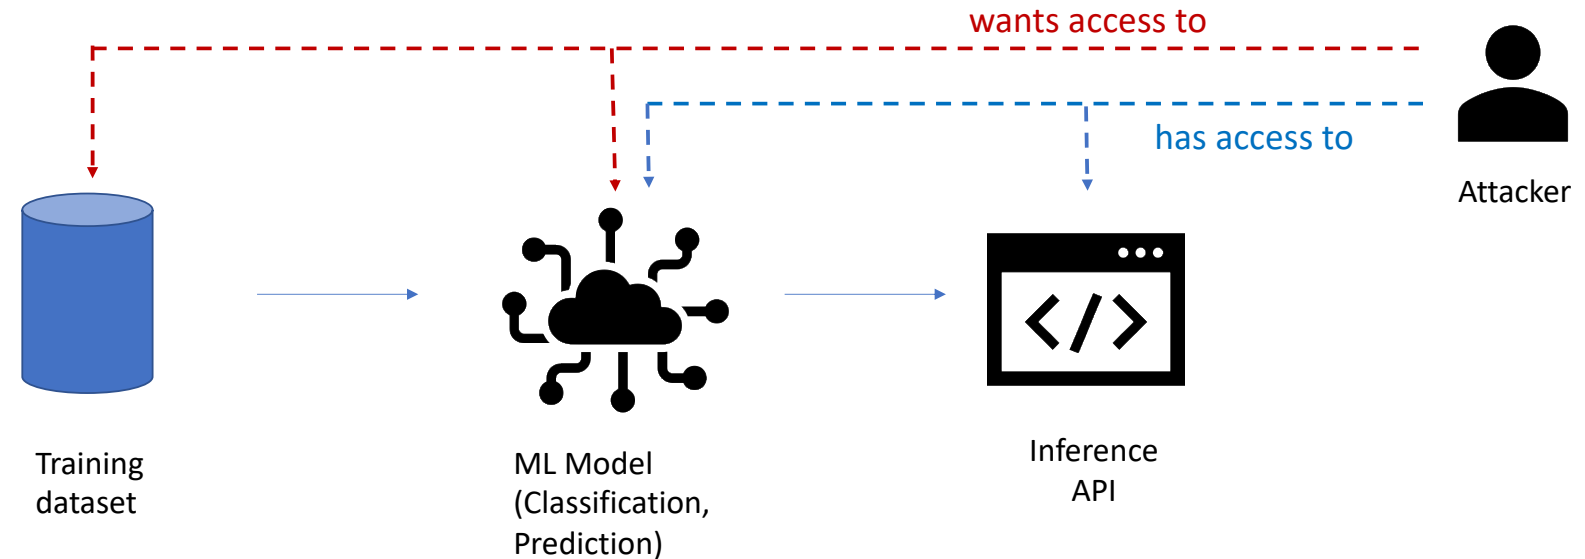 wants access to
has access to
Attacker
Training
dataset
ML Model
(Classification,
Prediction)
</>
Inference
API